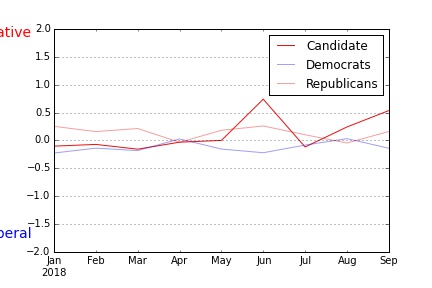 ative
2.0
1.5
1.0
0.5
0.0
−0.5
−1.0
−1.5
−2.0
beral
Candidate
Democrats
Republicans
Jan Feb Mar Apr May Jun Jul Aug Sep
2018